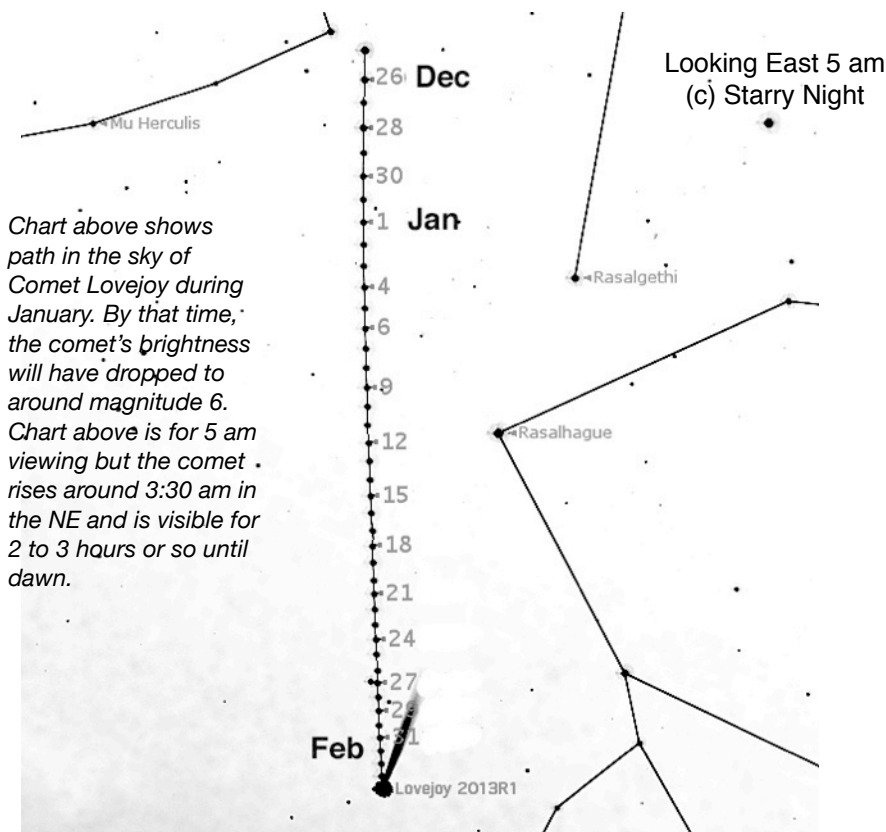 Looking East 5 am
(c) Starry Night
26 Dec
Mu Herculis
28
30
1 Jan
Chart above shows
path in the sky of
Comet Lovejoy during
January. By that time,
the comet's brightness
will have dropped to
around magnitude 6.
Chart above is for 5 am
viewing but the comet
rises around 3:30 am in
the NE and is visible for
2 to 3 hours or so until
dawn.
Rasalgethi
4
6
9
12
Rasalhague
15
18
21
24
27
29
31
Feb
Lovejoy 2013R1